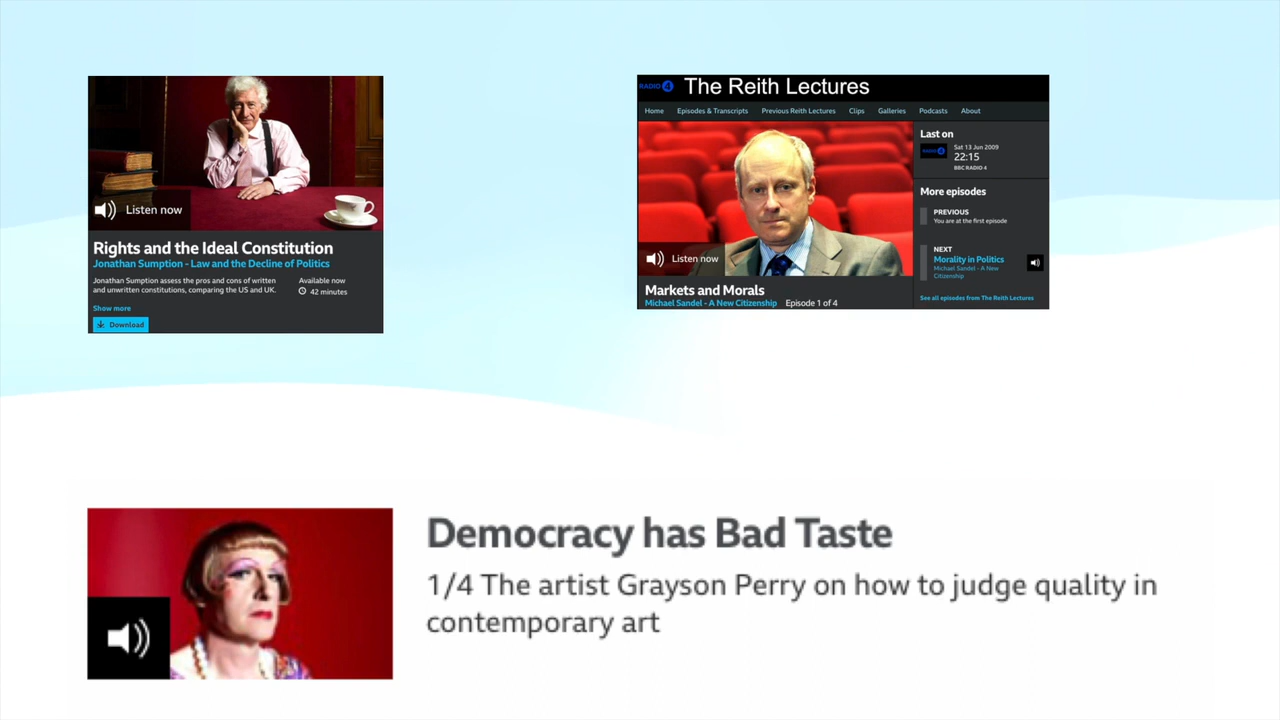 Listen now
Rights and the Ideal Constitution
Jonathan Sumption - Law and the Decline of Politics
Jonathan Sumption assesses the pros and cons of written
and unwritten constitutions, comparing the US and UK.
Available now
42 minutes
Show more
Download
RADIO 4 The Reith Lectures
Home Episodes & Transcripts Previous Reith Lectures Clips Galleries Podcasts About
Listen now
Markets and Morals
Michael Sandel - A New Citizenship Episode 1 of 4
Last on
RADIO 4
Sat 13 Jun 2009
22:15
BBC RADIO 4
More episodes
PREVIOUS
You are at the first episode
NEXT
Morality in Politics
Michael Sandel - A New
Citizenship
See all episodes from The Reith Lectures
Democracy has Bad Taste
1/4 The artist Grayson Perry on how to judge quality in
contemporary art